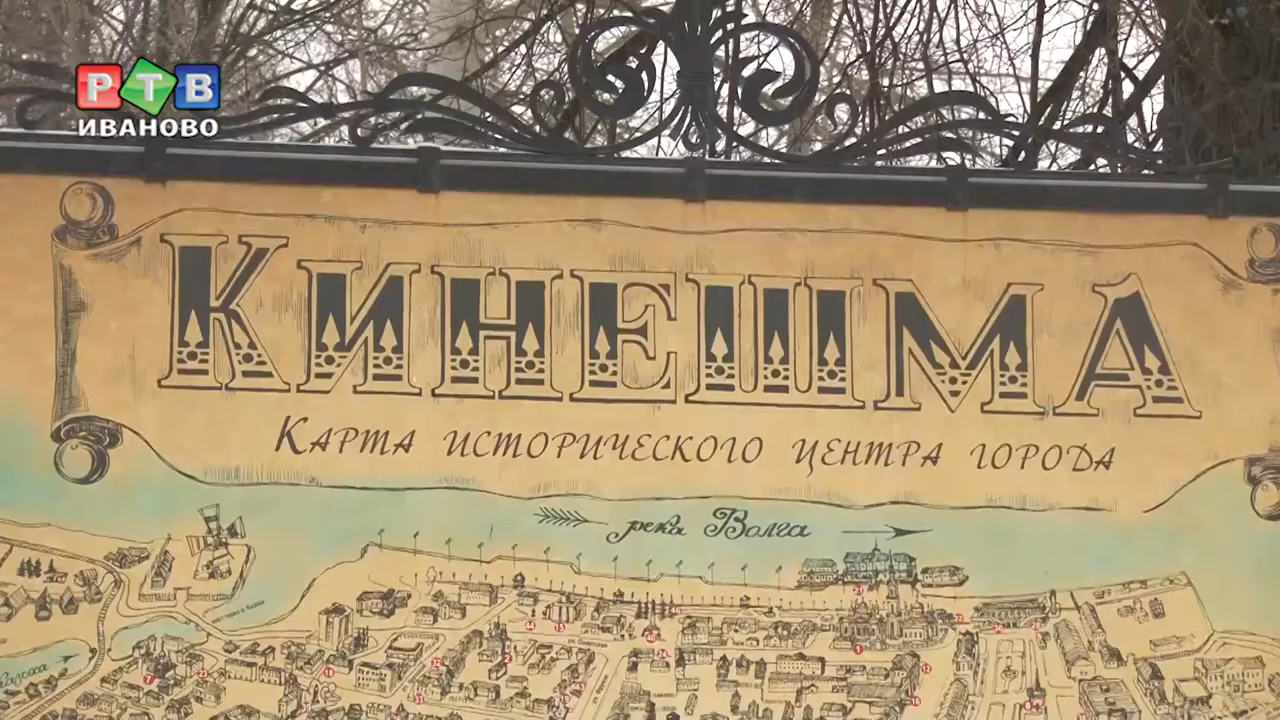 РТВ
ИВАНОВО
КИНЕШМА
КАРТА ИСТОРИЧЕСКОГО ЦЕНТРА ГОРОДА
река Волга